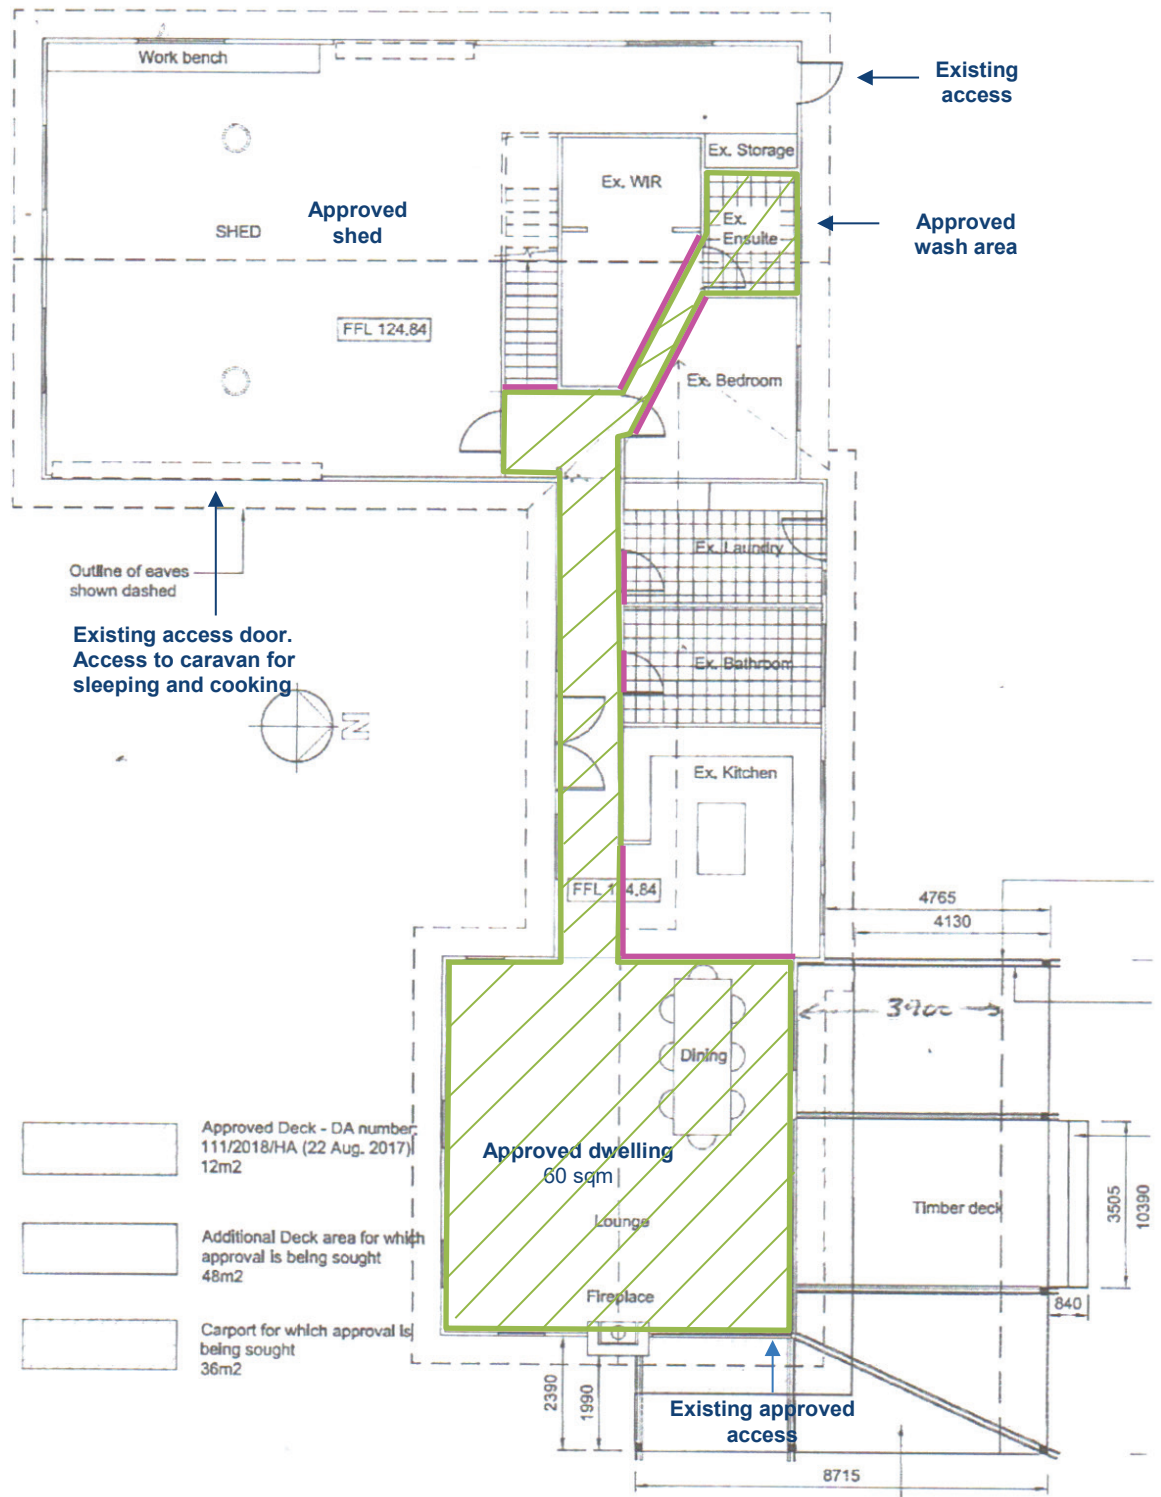 Work bench
Existing
access
Ex. Storage
Ex. WIR
Approved
shed
SHED
Ex.
Ensuite
Approved
wash area
FFL 124.84
Ex. Bedroom
Ex. Laundry
Outline of eaves
shown dashed
Existing access door.
Access to caravan for
sleeping and cooking
Ex. Bathroom
N
Ex. Kitchen
FFL 124.84
4765
4130
3900
Dining
Approved Deck - DA number
111/2018/HA (22 Aug. 2017)
12m2
Approved dwelling
60 sqm
Timber deck
3505
10390
Lounge
Additional Deck area for which
approval is being sought
48m2
Fireplace
840
Carport for which approval is
being sought
36m2
2390
1990
Existing approved
access
8715